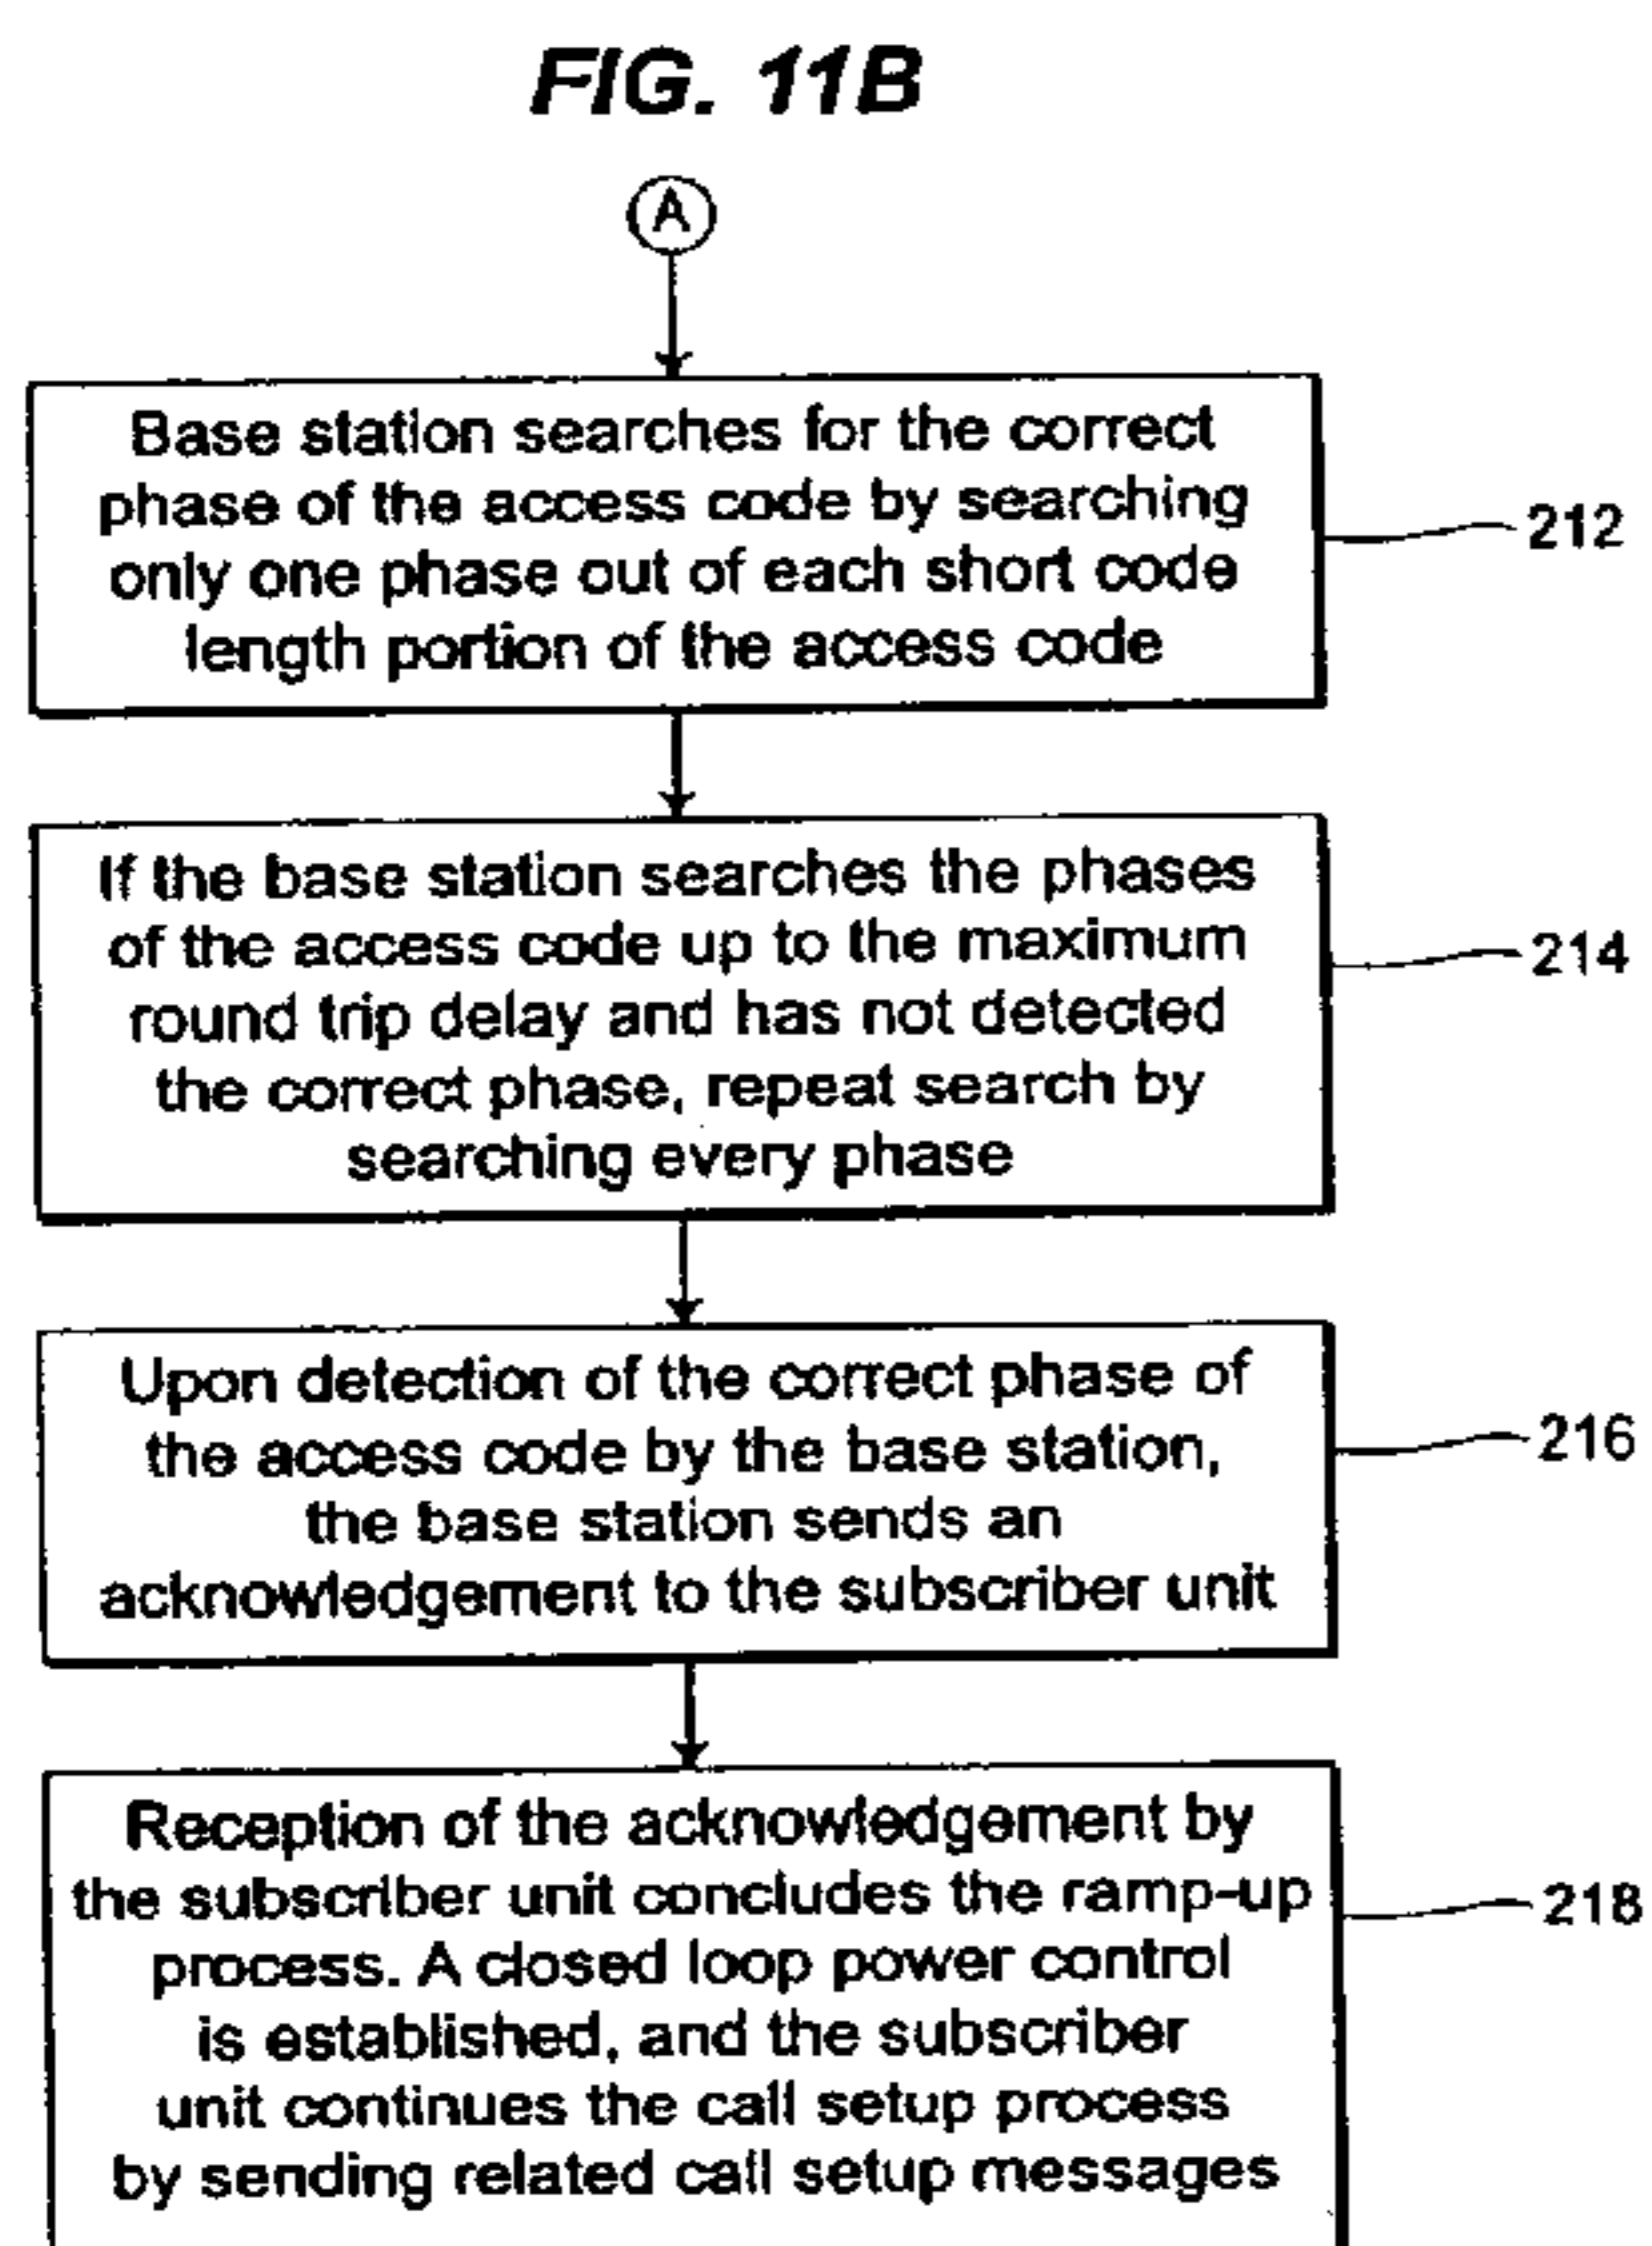 FIG. 11B
A
Base station searches for the correct
phase of the access code by searching
only one phase out of each short code
length portion of the access code
212
If the base station searches the phases
of the access code up to the maximum
round trip delay and has not detected
the correct phase, repeat search by
searching every phase
214
Upon detection of the correct phase of
the access code by the base station,
the base station sends an
acknowledgement to the subscriber unit
216
Reception of the acknowledgement by
the subscriber unit concludes the ramp-up
process. A closed loop power control
is established, and the subscriber
unit continues the call setup process
by sending related call setup messages
218